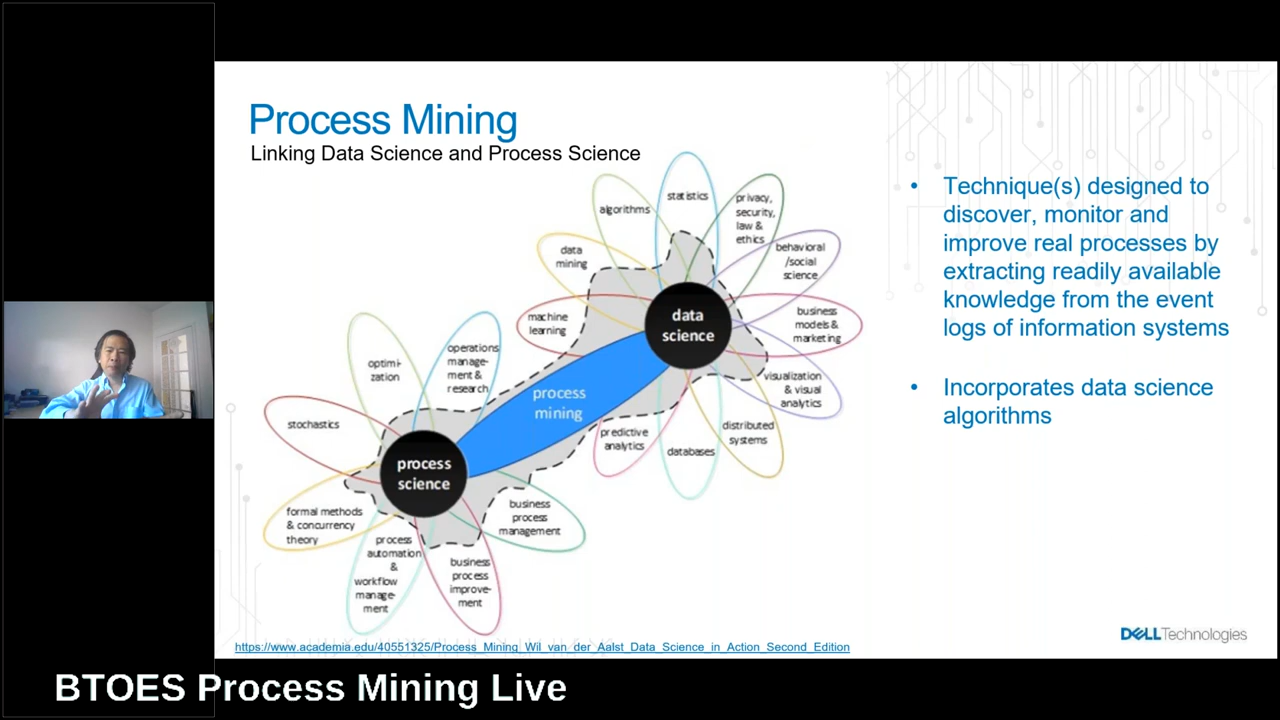 Process Mining
Linking Data Science and Process Science
statistics
algorithms
privacy,
security,
law &
ethics
data
mining
behavioral
/social
science
machine
learning
data
science
business
models &
marketing
optimi-
zation
operations
manage-
ment &
research
process
mining
visualization
& visual
analytics
stochastics
predictive
analytics
distributed
systems
databases
process
science
formal methods
& concurrency
theory
business
process
management
process
automation
&
workflow
manage-
ment
business
process
improve-
ment
• Technique(s) designed to
discover, monitor and
improve real processes by
extracting readily available
knowledge from the event
logs of information systems
• Incorporates data science
algorithms
https://www.academia.edu/40551325/Process_Mining_Wil_van_der_Aalst_Data_Science_in_Action_Second_Edition
DELLTechnologies
BTOES Process Mining Live